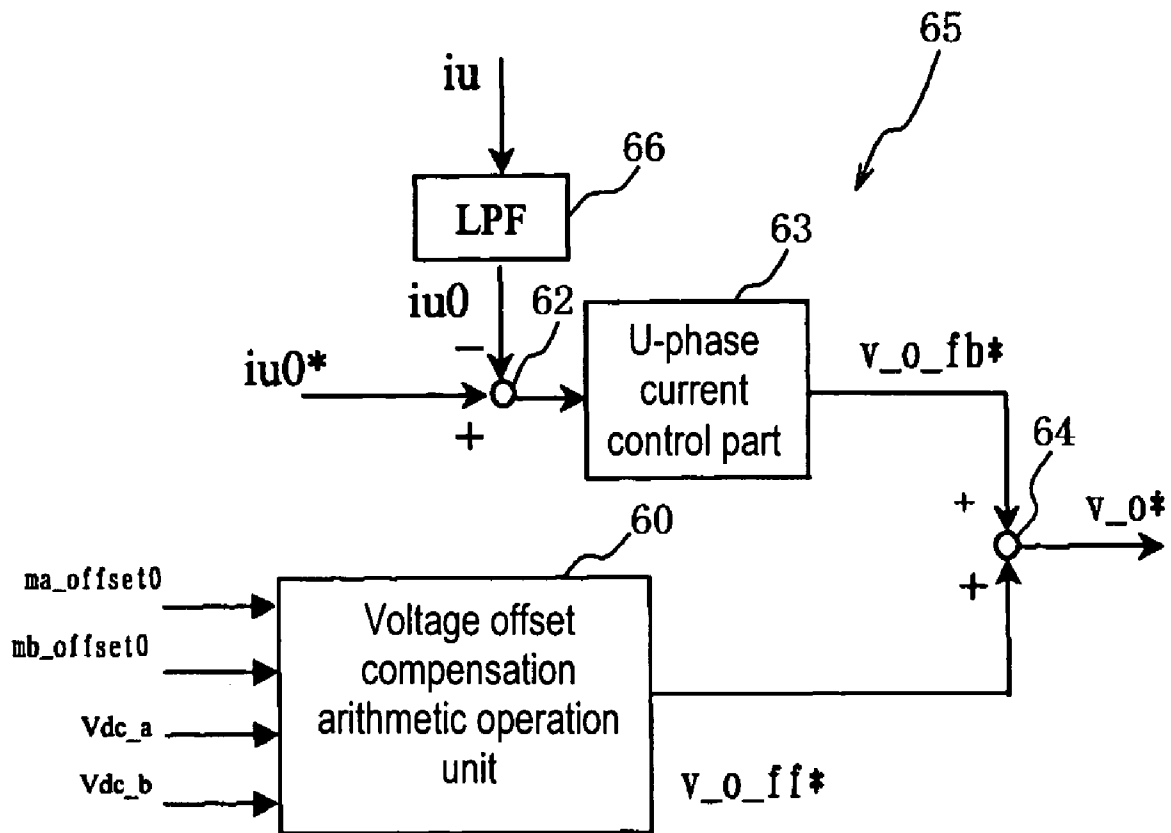 65
iu
66
LPF
63
iu0
62
U-phase
current
control part
v_o_fb*
iu0*
−
+
64
+
v_o*
+
60
ma_offset0
mb_offset0
Vdc_a
Vdc_b
Voltage offset
compensation
arithmetic operation
unit
v_o_ff*